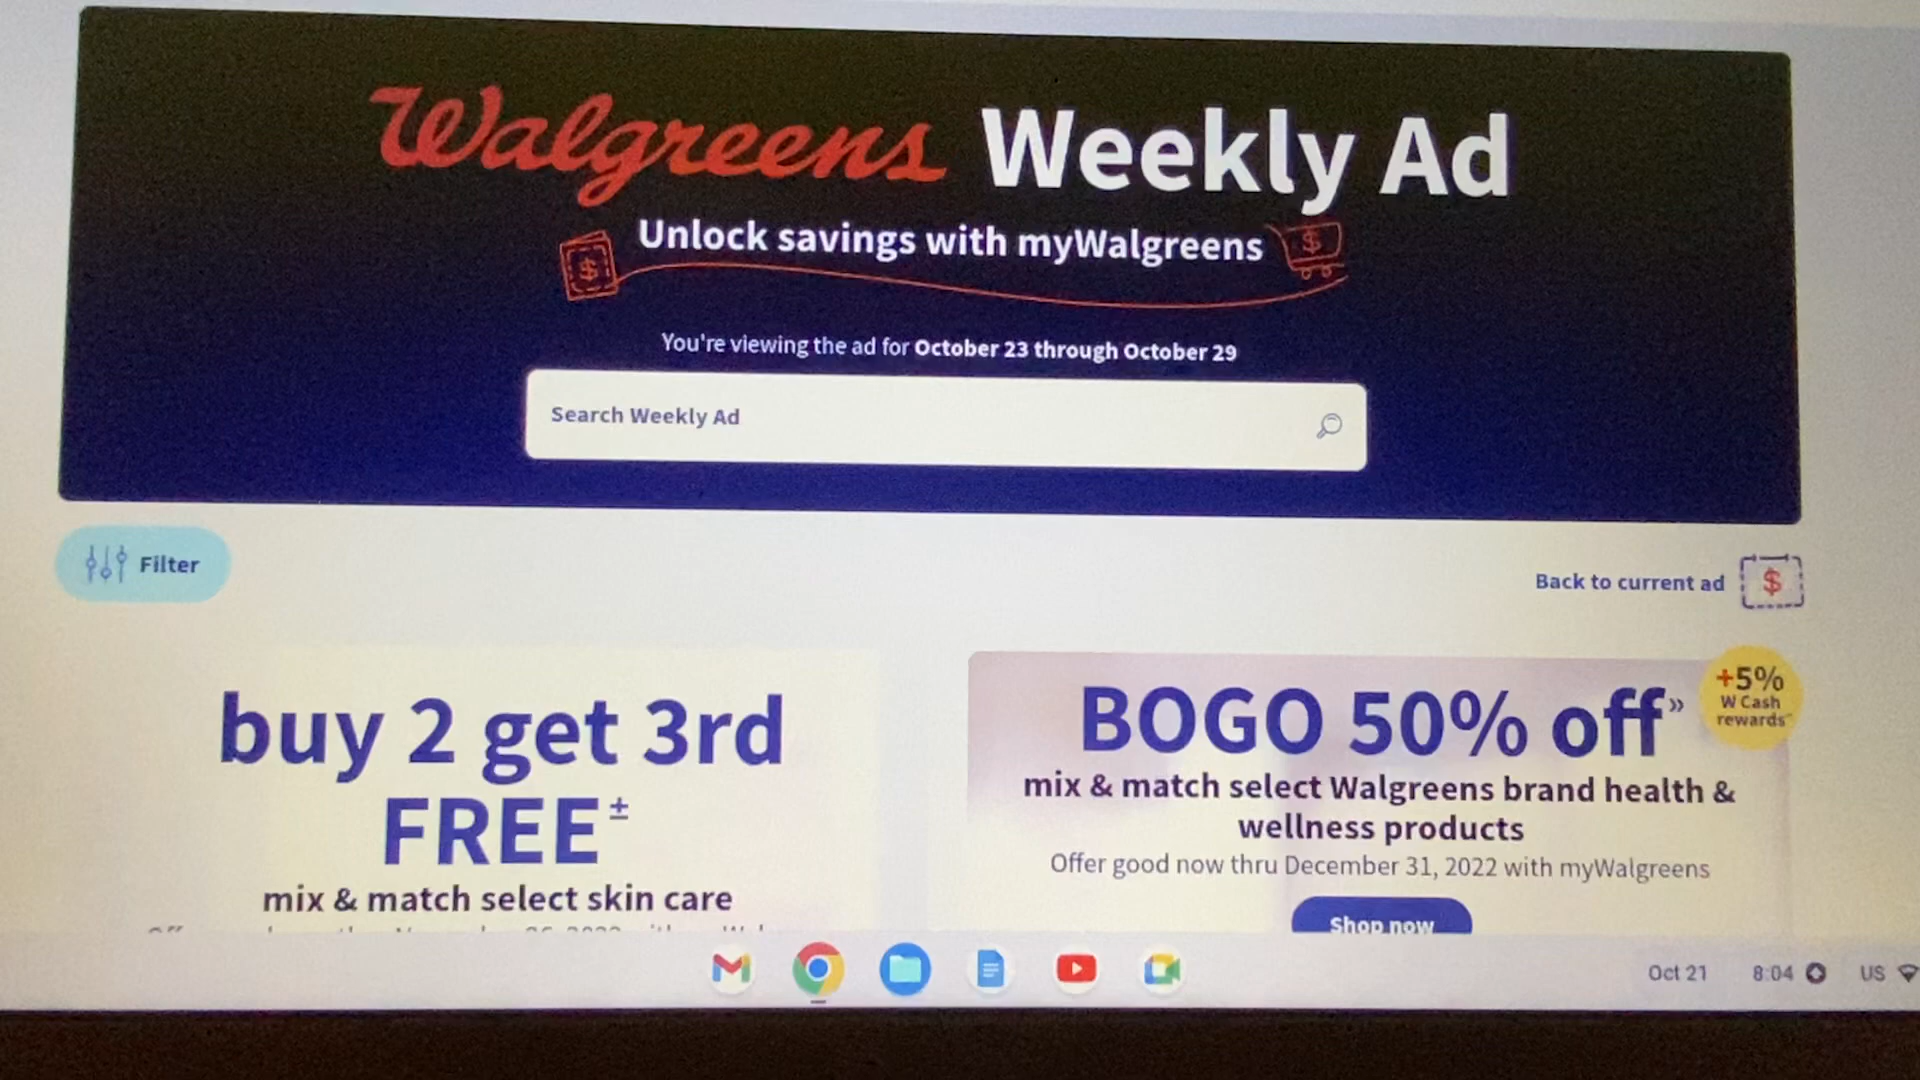 Walgreens Weekly Ad
Unlock savings with myWalgreens
$
$
You're viewing the ad for October 23 through October 29
Search Weekly Ad
Filter
Back to current ad
$
buy 2 get 3rd
FREE±
mix & match select skin care
BOGO 50% off»
+5%
W Cash
rewards™
mix & match select Walgreens brand health &
wellness products
Offer good now thru December 31, 2022 with myWalgreens
Shop now
Oct 21
8:04
US